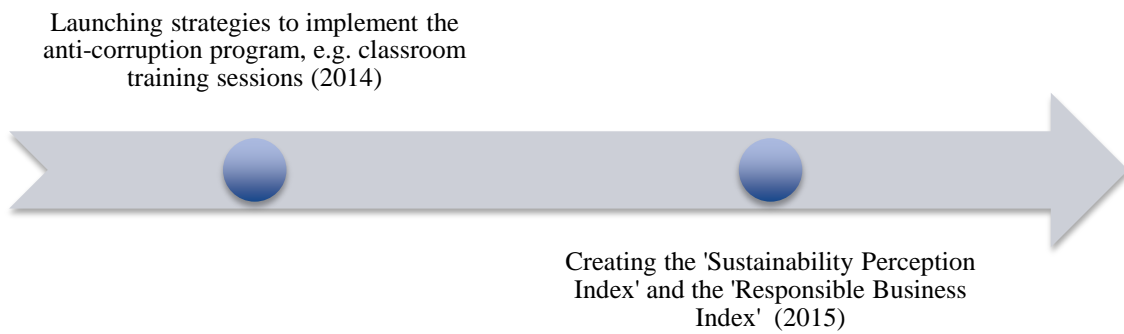 Launching strategies to implement the
anti-corruption program, e.g. classroom
training sessions (2014)
Creating the 'Sustainability Perception
Index' and the 'Responsible Business
Index'  (2015)